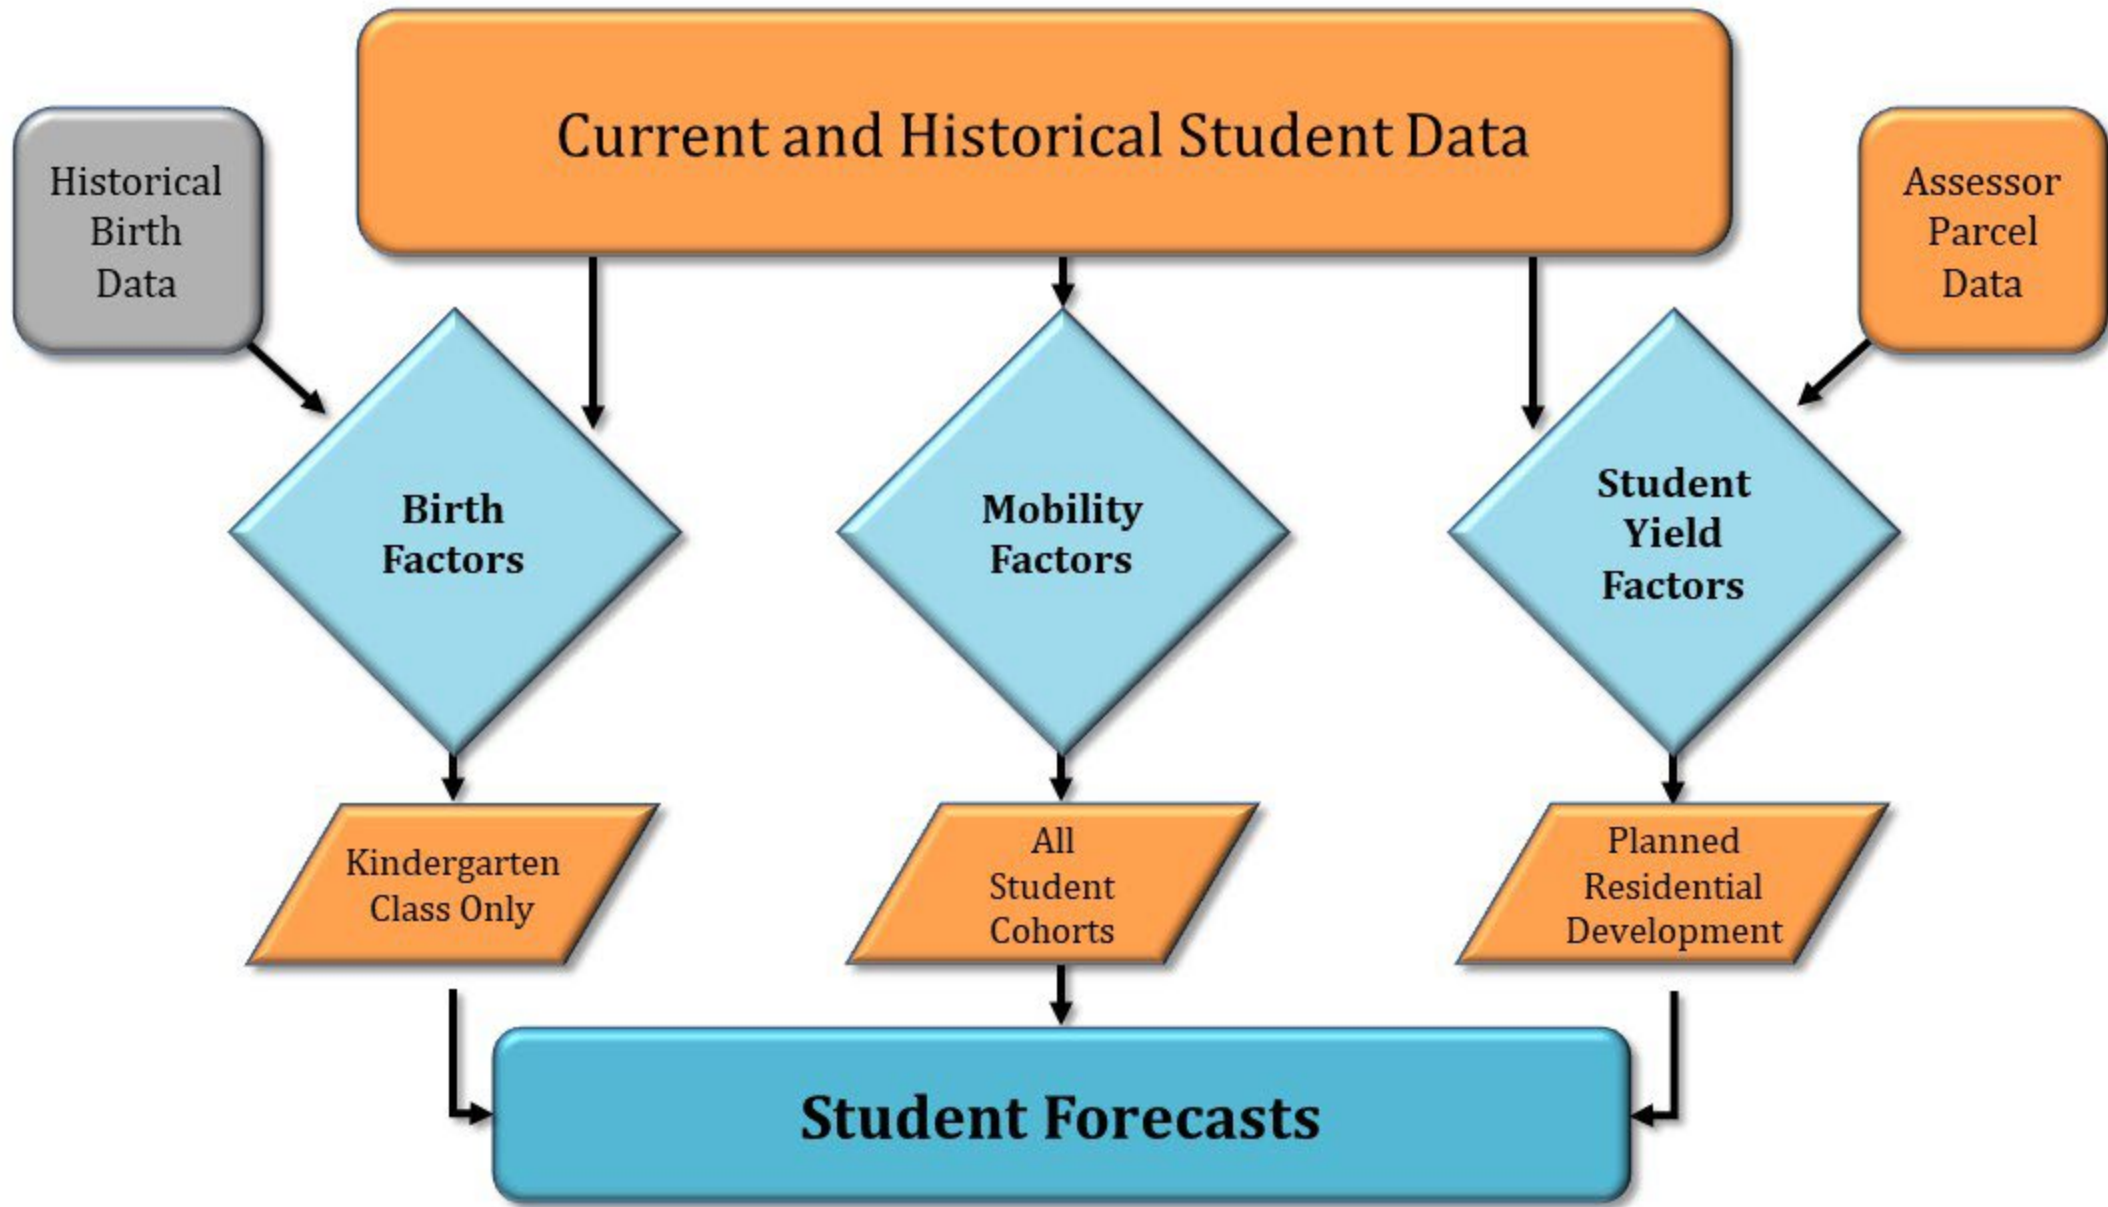 Current and Historical Student Data
Historical
Birth
Data
Assessor
Parcel
Data
Birth
Factors
Mobility
Factors
Student
Yield
Factors
Kindergarten
Class Only
All
Student
Cohorts
Planned
Residential
Development
Student Forecasts